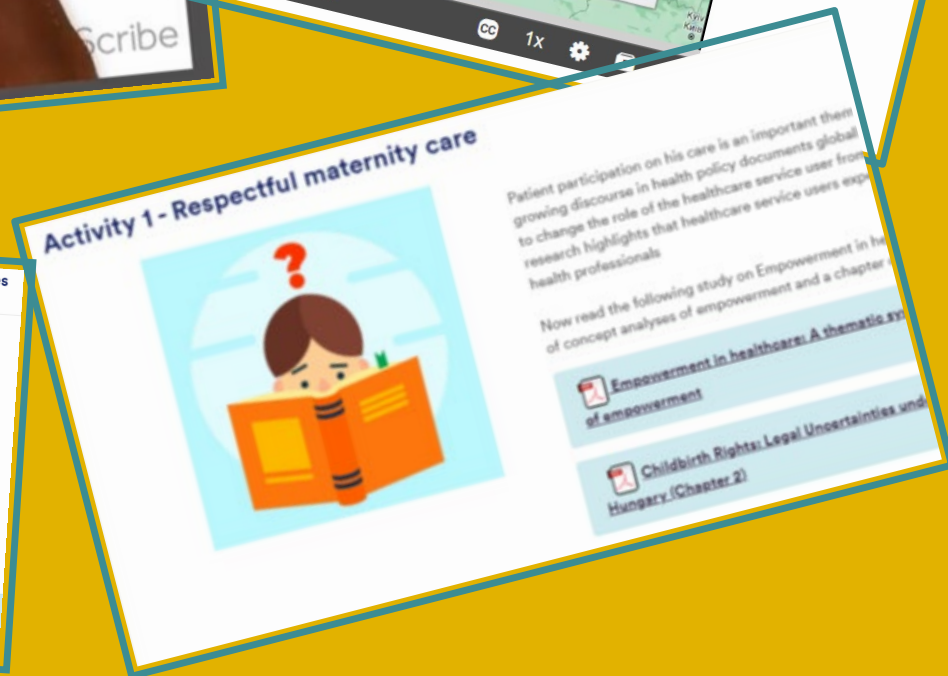 Scribe
CC
1x
Kyiv
Київ
s
Activity 1 - Respectful maternity care
?
Patient participation on his care is an important them
growing discourse in health policy documents global
to change the role of the healthcare service user from
research highlights that healthcare service users expe
health professionals
Now read the following study on Empowerment in he
of concept analyses of empowerment and a chapter
Empowerment in healthcare: A thematic sy
of empowerment
Childbirth Rights: Legal Uncertainties und
Hungary (Chapter 2)